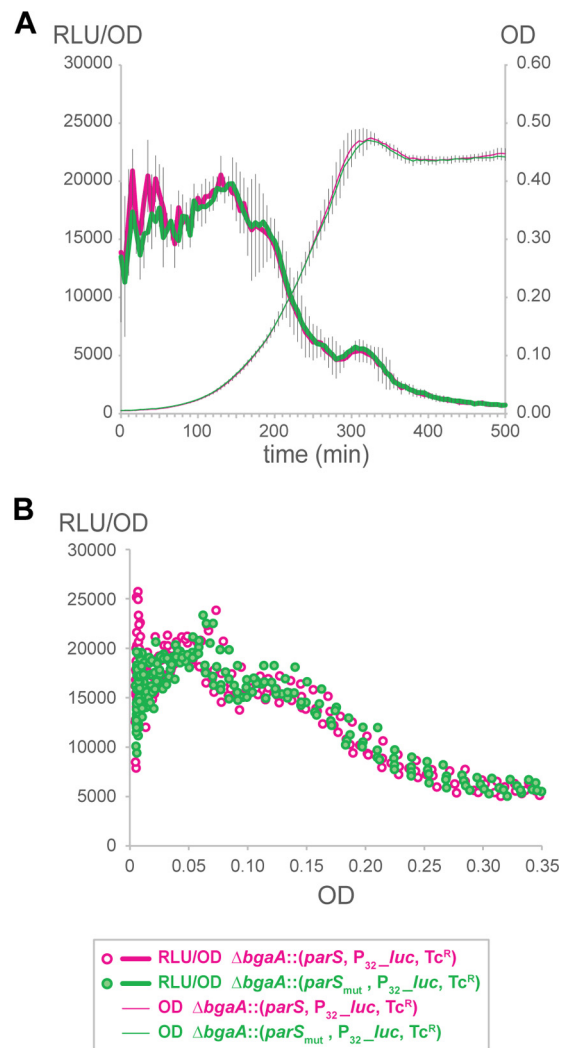 A
RLU/OD OD
30000 0.60
25000 0.50
20000 0.40
15000 0.30
10000 0.20
5000 0.10
0 0.00
0 100 200 300 400 500
time (min)
B
RLU/OD
30000
25000
20000
15000
10000
5000
0
0 0.05 0.10 0.15 0.20 0.25 0.30 0.35
OD
RLU/OD ΔbgaA::(parS, P32_luc, TcR)
RLU/OD ΔbgaA::(parSmut , P32_luc, TcR)
OD ΔbgaA::(parS, P32_luc, TcR)
OD ΔbgaA::(parSmut , P32_luc, TcR)